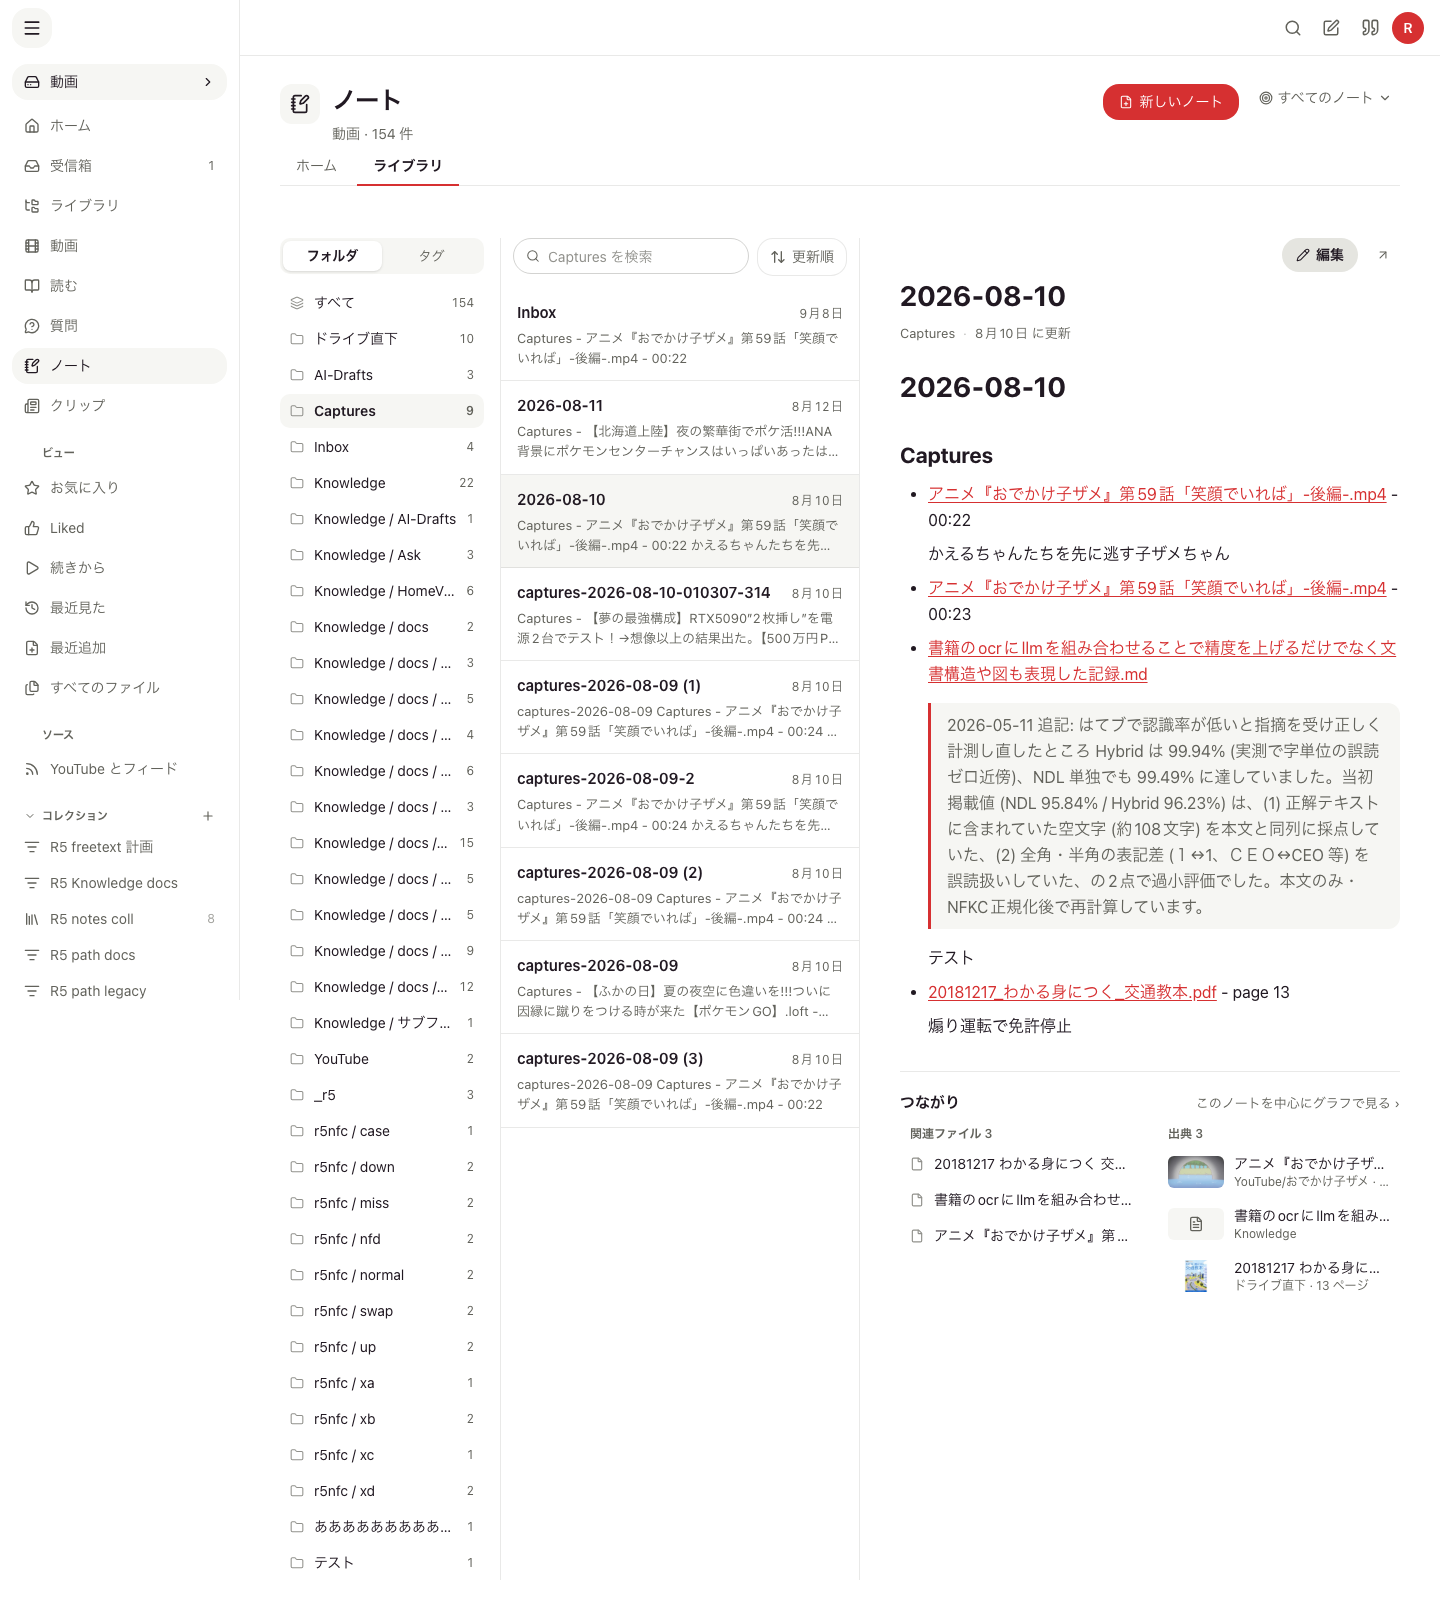 R
動画
ホーム
受信箱 1
ライブラリ
動画
読む
質問
ノート
クリップ
ビュー
お気に入り
Liked
続きから
最近見た
最近追加
すべてのファイル
ソース
YouTube とフィード
コレクション
R5 freetext 計画
R5 Knowledge docs
R5 notes coll 8
R5 path docs
R5 path legacy
ノート
動画 · 154 件
新しいノート
すべてのノート
ホーム
ライブラリ
フォルダ
タグ
すべて 154
ドライブ直下 10
AI-Drafts 3
Captures 9
Inbox 4
Knowledge 22
Knowledge / AI-Drafts 1
Knowledge / Ask 3
Knowledge / HomeV... 6
Knowledge / docs 2
Knowledge / docs / ... 3
Knowledge / docs / ... 5
Knowledge / docs / ... 4
Knowledge / docs / ... 6
Knowledge / docs / ... 3
Knowledge / docs /... 15
Knowledge / docs / ... 5
Knowledge / docs / ... 5
Knowledge / docs / ... 9
Knowledge / docs /... 12
Knowledge / サブフ... 1
YouTube 2
_r5 3
r5nfc / case 1
r5nfc / down 2
r5nfc / miss 2
r5nfc / nfd 2
r5nfc / normal 2
r5nfc / swap 2
r5nfc / up 2
r5nfc / xa 1
r5nfc / xb 2
r5nfc / xc 1
r5nfc / xd 2
ああああああああああ... 1
テスト 1
Captures を検索
更新順
Inbox 9月8日
Captures - アニメ『おでかけ子ザメ』第59話「笑顔で
いれば」-後編-.mp4 - 00:22
2026-08-11 8月12日
Captures - 【北海道上陸】夜の繁華街でポケ活!!!ANA
背景にポケモンセンターチャンスはいっぱいあったは...
2026-08-10 8月10日
Captures - アニメ『おでかけ子ザメ』第59話「笑顔で
いれば」-後編-.mp4 - 00:22 かえるちゃんたちを先...
captures-2026-08-10-010307-314 8月10日
Captures - 【夢の最強構成】RTX5090”2枚挿し”を電
源2台でテスト！→想像以上の結果出た。【500万円P...
captures-2026-08-09 (1) 8月10日
captures-2026-08-09 Captures - アニメ『おでかけ子
ザメ』第59話「笑顔でいれば」-後編-.mp4 - 00:24 ...
captures-2026-08-09-2 8月10日
Captures - アニメ『おでかけ子ザメ』第59話「笑顔で
いれば」-後編-.mp4 - 00:24 かえるちゃんたちを先...
captures-2026-08-09 (2) 8月10日
captures-2026-08-09 Captures - アニメ『おでかけ子
ザメ』第59話「笑顔でいれば」-後編-.mp4 - 00:24 ...
captures-2026-08-09 8月10日
Captures - 【ふかの日】夏の夜空に色違いを!!!ついに
因縁に蹴りをつける時が来た【ポケモンGO】.loft -...
captures-2026-08-09 (3) 8月10日
captures-2026-08-09 Captures - アニメ『おでかけ子
ザメ』第59話「笑顔でいれば」-後編-.mp4 - 00:22
編集
2026-08-10
Captures · 8月10日 に更新
2026-08-10
Captures
• アニメ『おでかけ子ザメ』第59話「笑顔でいれば」-後編-.mp4 -
00:22
かえるちゃんたちを先に逃す子ザメちゃん
• アニメ『おでかけ子ザメ』第59話「笑顔でいれば」-後編-.mp4 -
00:23
• 書籍のocrにllmを組み合わせることで精度を上げるだけでなく文
書構造や図も表現した記録.md
2026-05-11 追記: はてブで認識率が低いと指摘を受け正しく
計測し直したところ Hybrid は 99.94% (実測で字単位の誤読
ゼロ近傍)、NDL 単独でも 99.49% に達していました。当初
掲載値 (NDL 95.84% / Hybrid 96.23%) は、(1) 正解テキスト
に含まれていた空文字 (約108文字) を本文と同列に採点して
いた、(2) 全角・半角の表記差 (１↔1、ＣＥＯ↔CEO 等) を
誤読扱いしていた、の2点で過小評価でした。本文のみ・
NFKC正規化後で再計算しています。
テスト
• 20181217_わかる身につく_交通教本.pdf - page 13
煽り運転で免許停止
つながり
このノートを中心にグラフで見る ›
関連ファイル 3
20181217 わかる身につく 交...
書籍のocrにllmを組み合わせ...
アニメ『おでかけ子ザメ』第...
出典 3
アニメ『おでかけ子ザ...
YouTube/おでかけ子ザメ · ...
書籍のocrにllmを組み...
Knowledge
20181217 わかる身に...
ドライブ直下 · 13 ページ